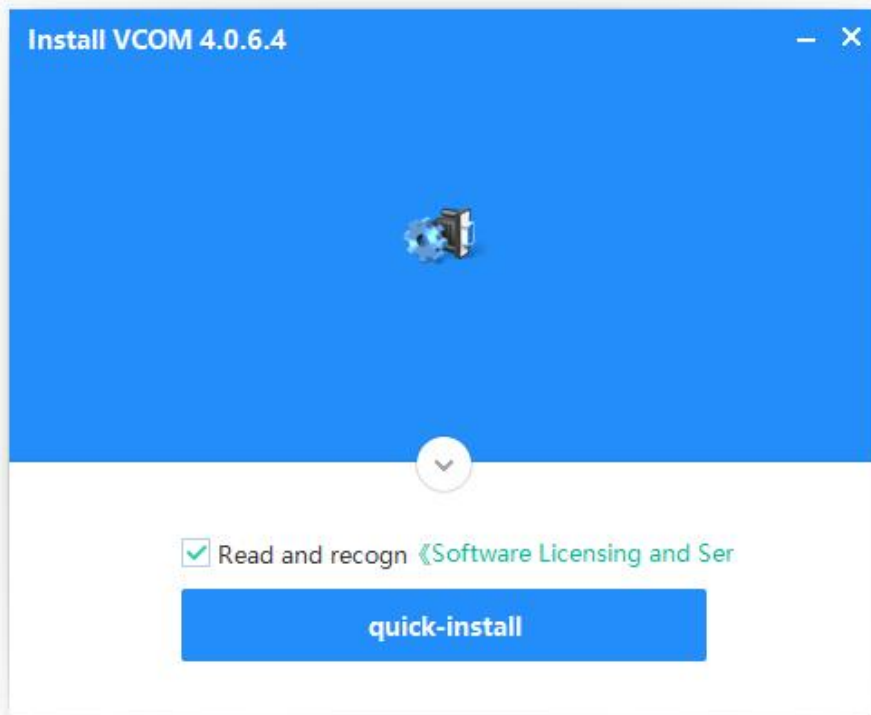 Install VCOM 4.0.6.4
Read and recogn 《Software Licensing and Ser
quick-install